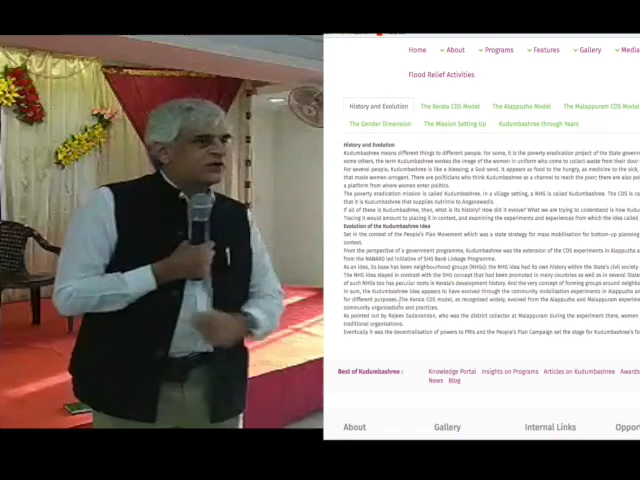 Home About Programs Features Gallery Media
Flood Relief Activities
History and Evolution The Kerala CDS Model The Alappuzha Model The Malappuram CDS Model
The Gender Dimension The Mission Setting Up Kudumbashree through Years
History and Evolution
Kudumbashree means different things to different people. For some, it is the poverty eradication project of the State govern
some others, the term Kudumbashree evokes the image of the women in uniform who come to collect waste from their door
For several people, Kudumbashree is like a blessing; a God-send. It appears as food to the hungry, as medicine to the sick,
that made women arrogant. There are politicians who think Kudumbashree as a channel to reach the poor; there are also pol
a platform from where women enter politics.
The poverty eradication mission is called Kudumbashree. In a village setting, a NHG is called Kudumbashree. The CDS is ca
that it is Kudumbashree that supplies nutrimix to Anganawadis.
If all of these is Kudumbashree, then, what is its history? How did it evolve? What we are trying to understand is how Kudum
Tracing it would amount to placing it in context, and examining the experiments and experiences from which the idea called
Evolution of the Kudumbashree Idea
Set in the context of the People's Plan Movement which was a state strategy for mass mobilisation for bottom-up planning
context.
From the perspective of a government programme, Kudumbashree was the extension of the CDS experiments in Alappuzha a
from the NABARD led initiative of SHG Bank Linkage Programme.
As an idea, its base has been neighbourhood groups (NHGs); the NHG idea had its own history within the State's civil society
The NHG idea stayed in contrast with the SHG concept that had been promoted in many countries as well as in several State
of such NHGs too has peculiar roots in Kerala's development history. And the very concept of forming groups around neighb
In sum, the Kudumbashree idea appears to have evolved through the community mobilisation experiments in Alappuzha an
for different purposes. The Kerala CDS model, as recognised widely, evolved from the Alappuzha and Malappuram experime
community organisations and practices.
As pointed out by Rajeev Sadanandan, who was the district collector at Malappuram during the experiment there, women
traditional organisations.
Eventually it was the decentralisation of powers to PRIs and the People's Plan Campaign set the stage for Kudumbashree's fo
Best of Kudumbashree : Knowledge Portal Insights on Programs Articles on Kudumbashree Awards
News Blog
About Gallery Internal Links Opport